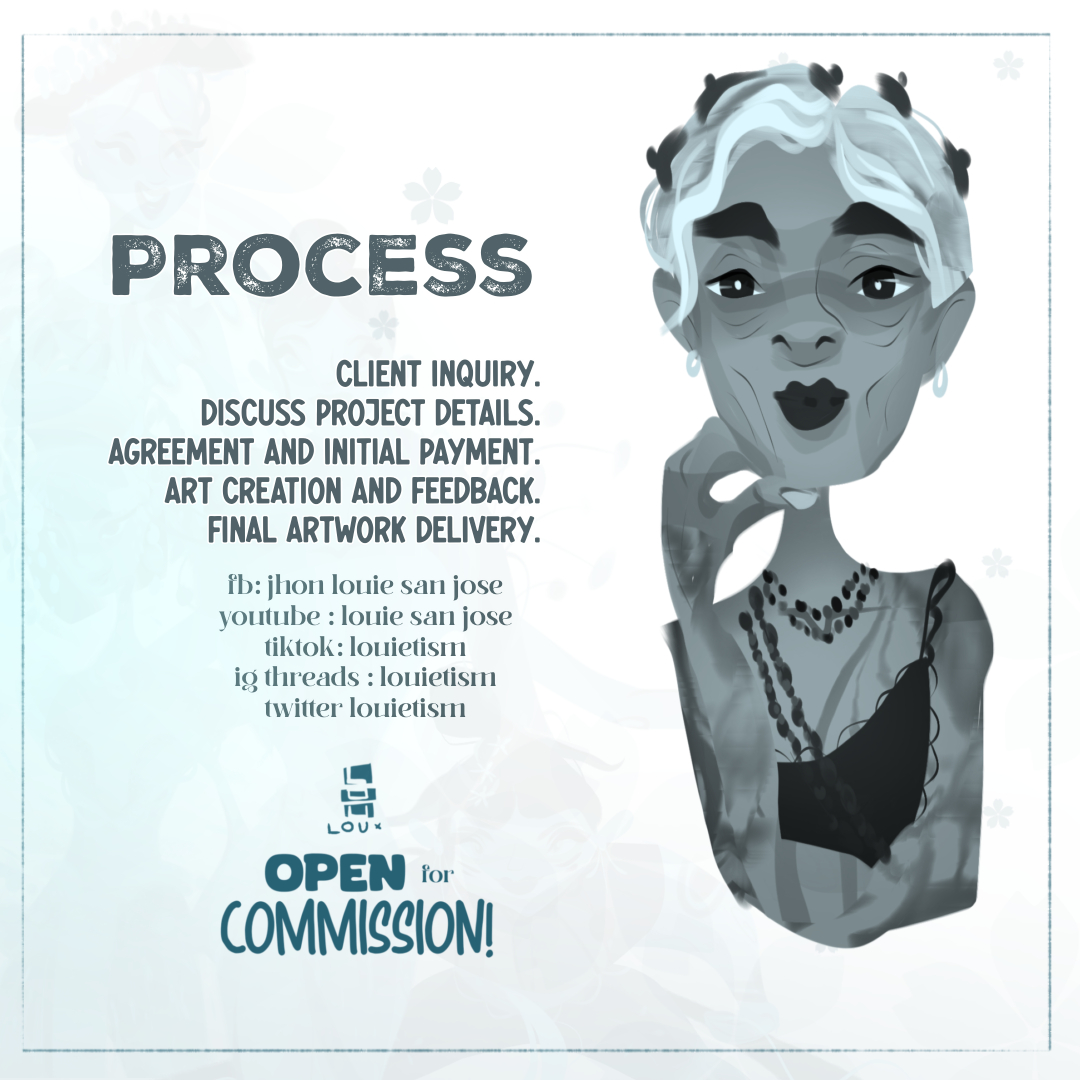 PROCESS
CLIENT INQUIRY.
DISCUSS PROJECT DETAILS.
AGREEMENT AND INITIAL PAYMENT.
ART CREATION AND FEEDBACK.
FINAL ARTWORK DELIVERY.
fb: jhon louie san jose
youtube : louie san jose
tiktok: louietism
ig threads : louietism
twitter louietism
LOUX
OPEN for
COMMISSION!